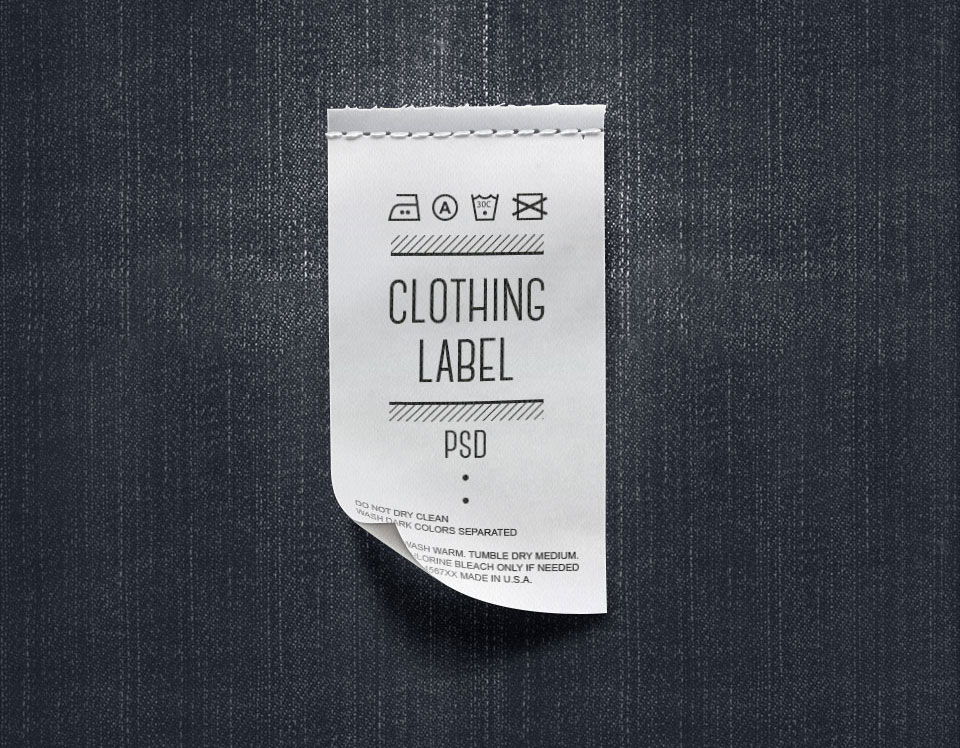 A 30C
CLOTHING
LABEL
PSD
DO NOT DRY CLEAN
WASH DARK COLORS SEPARATED
WASH WARM. TUMBLE DRY MEDIUM.
BLEACH ONLY IF NEEDED
MADE IN U.S.A.